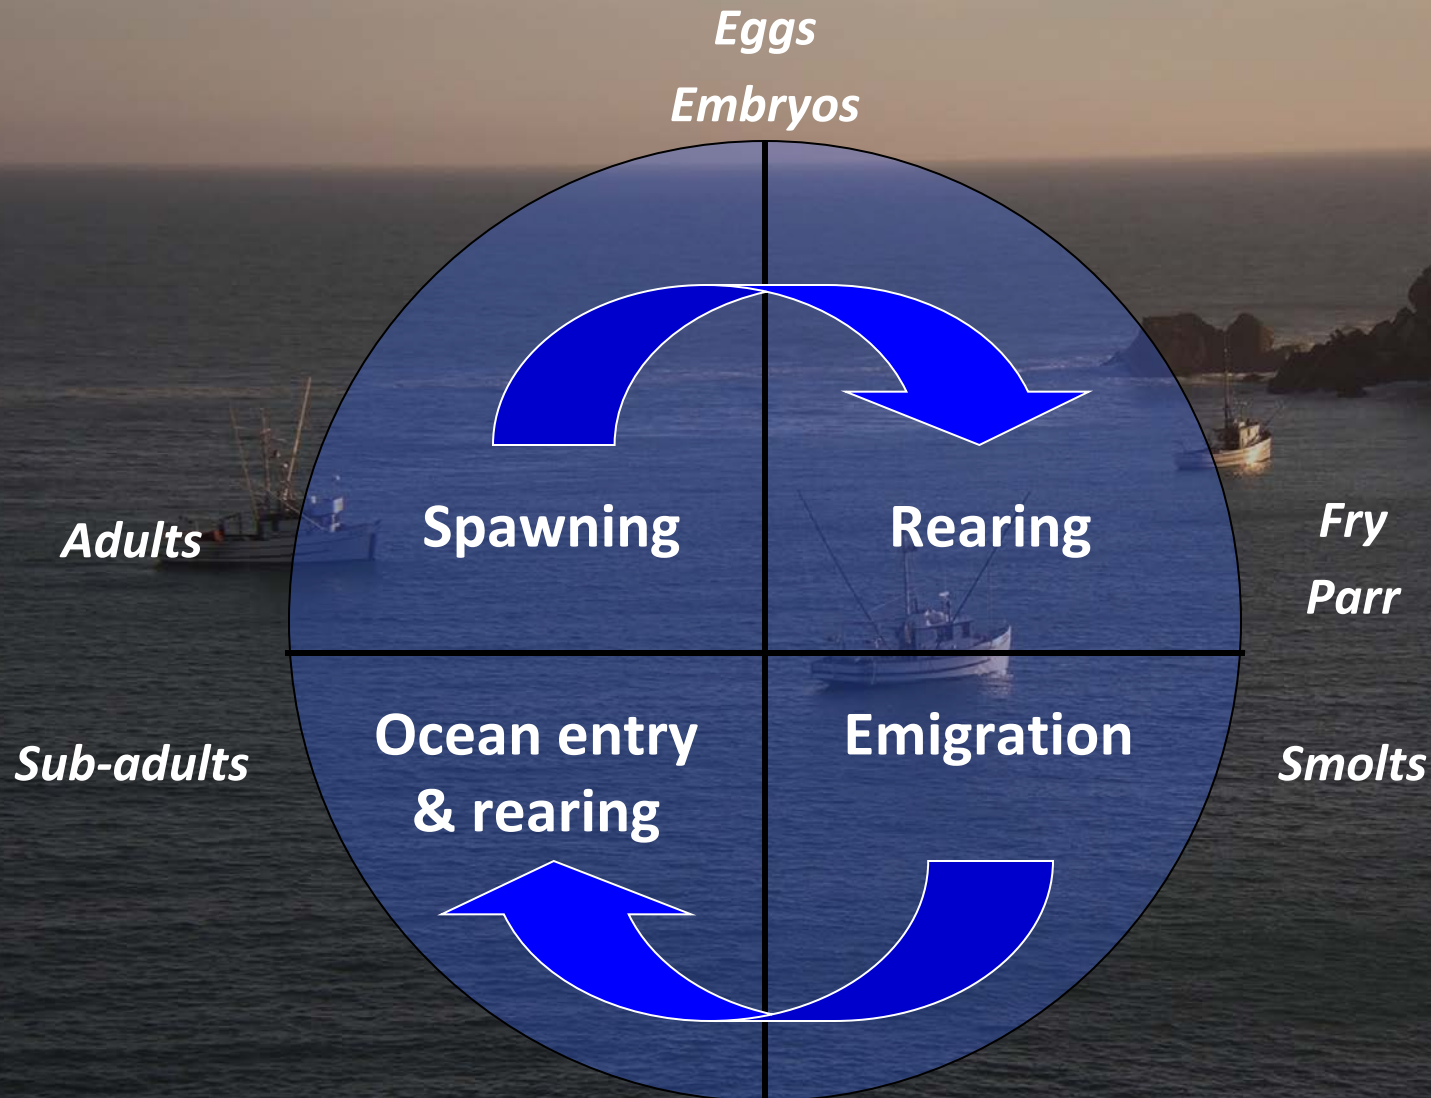 Eggs
Embryos
Spawning
Rearing
Adults
Fry
Parr
Ocean entry
& rearing
Emigration
Sub-adults
Smolts